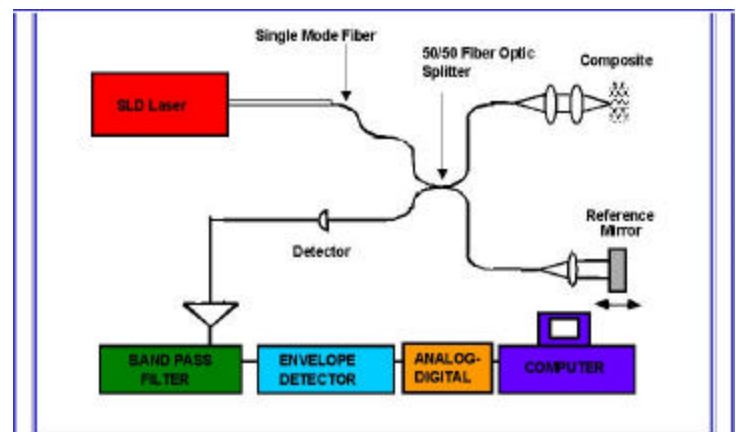 Single Mode Fiber
50/50 Fiber Optic
Splitter
Composite
SLD Laser
Reference
Mirror
Detector
BAND PASS
FILTER
ENVELOPE
DETECTOR
ANALOG-
DIGITAL
COMPUTER